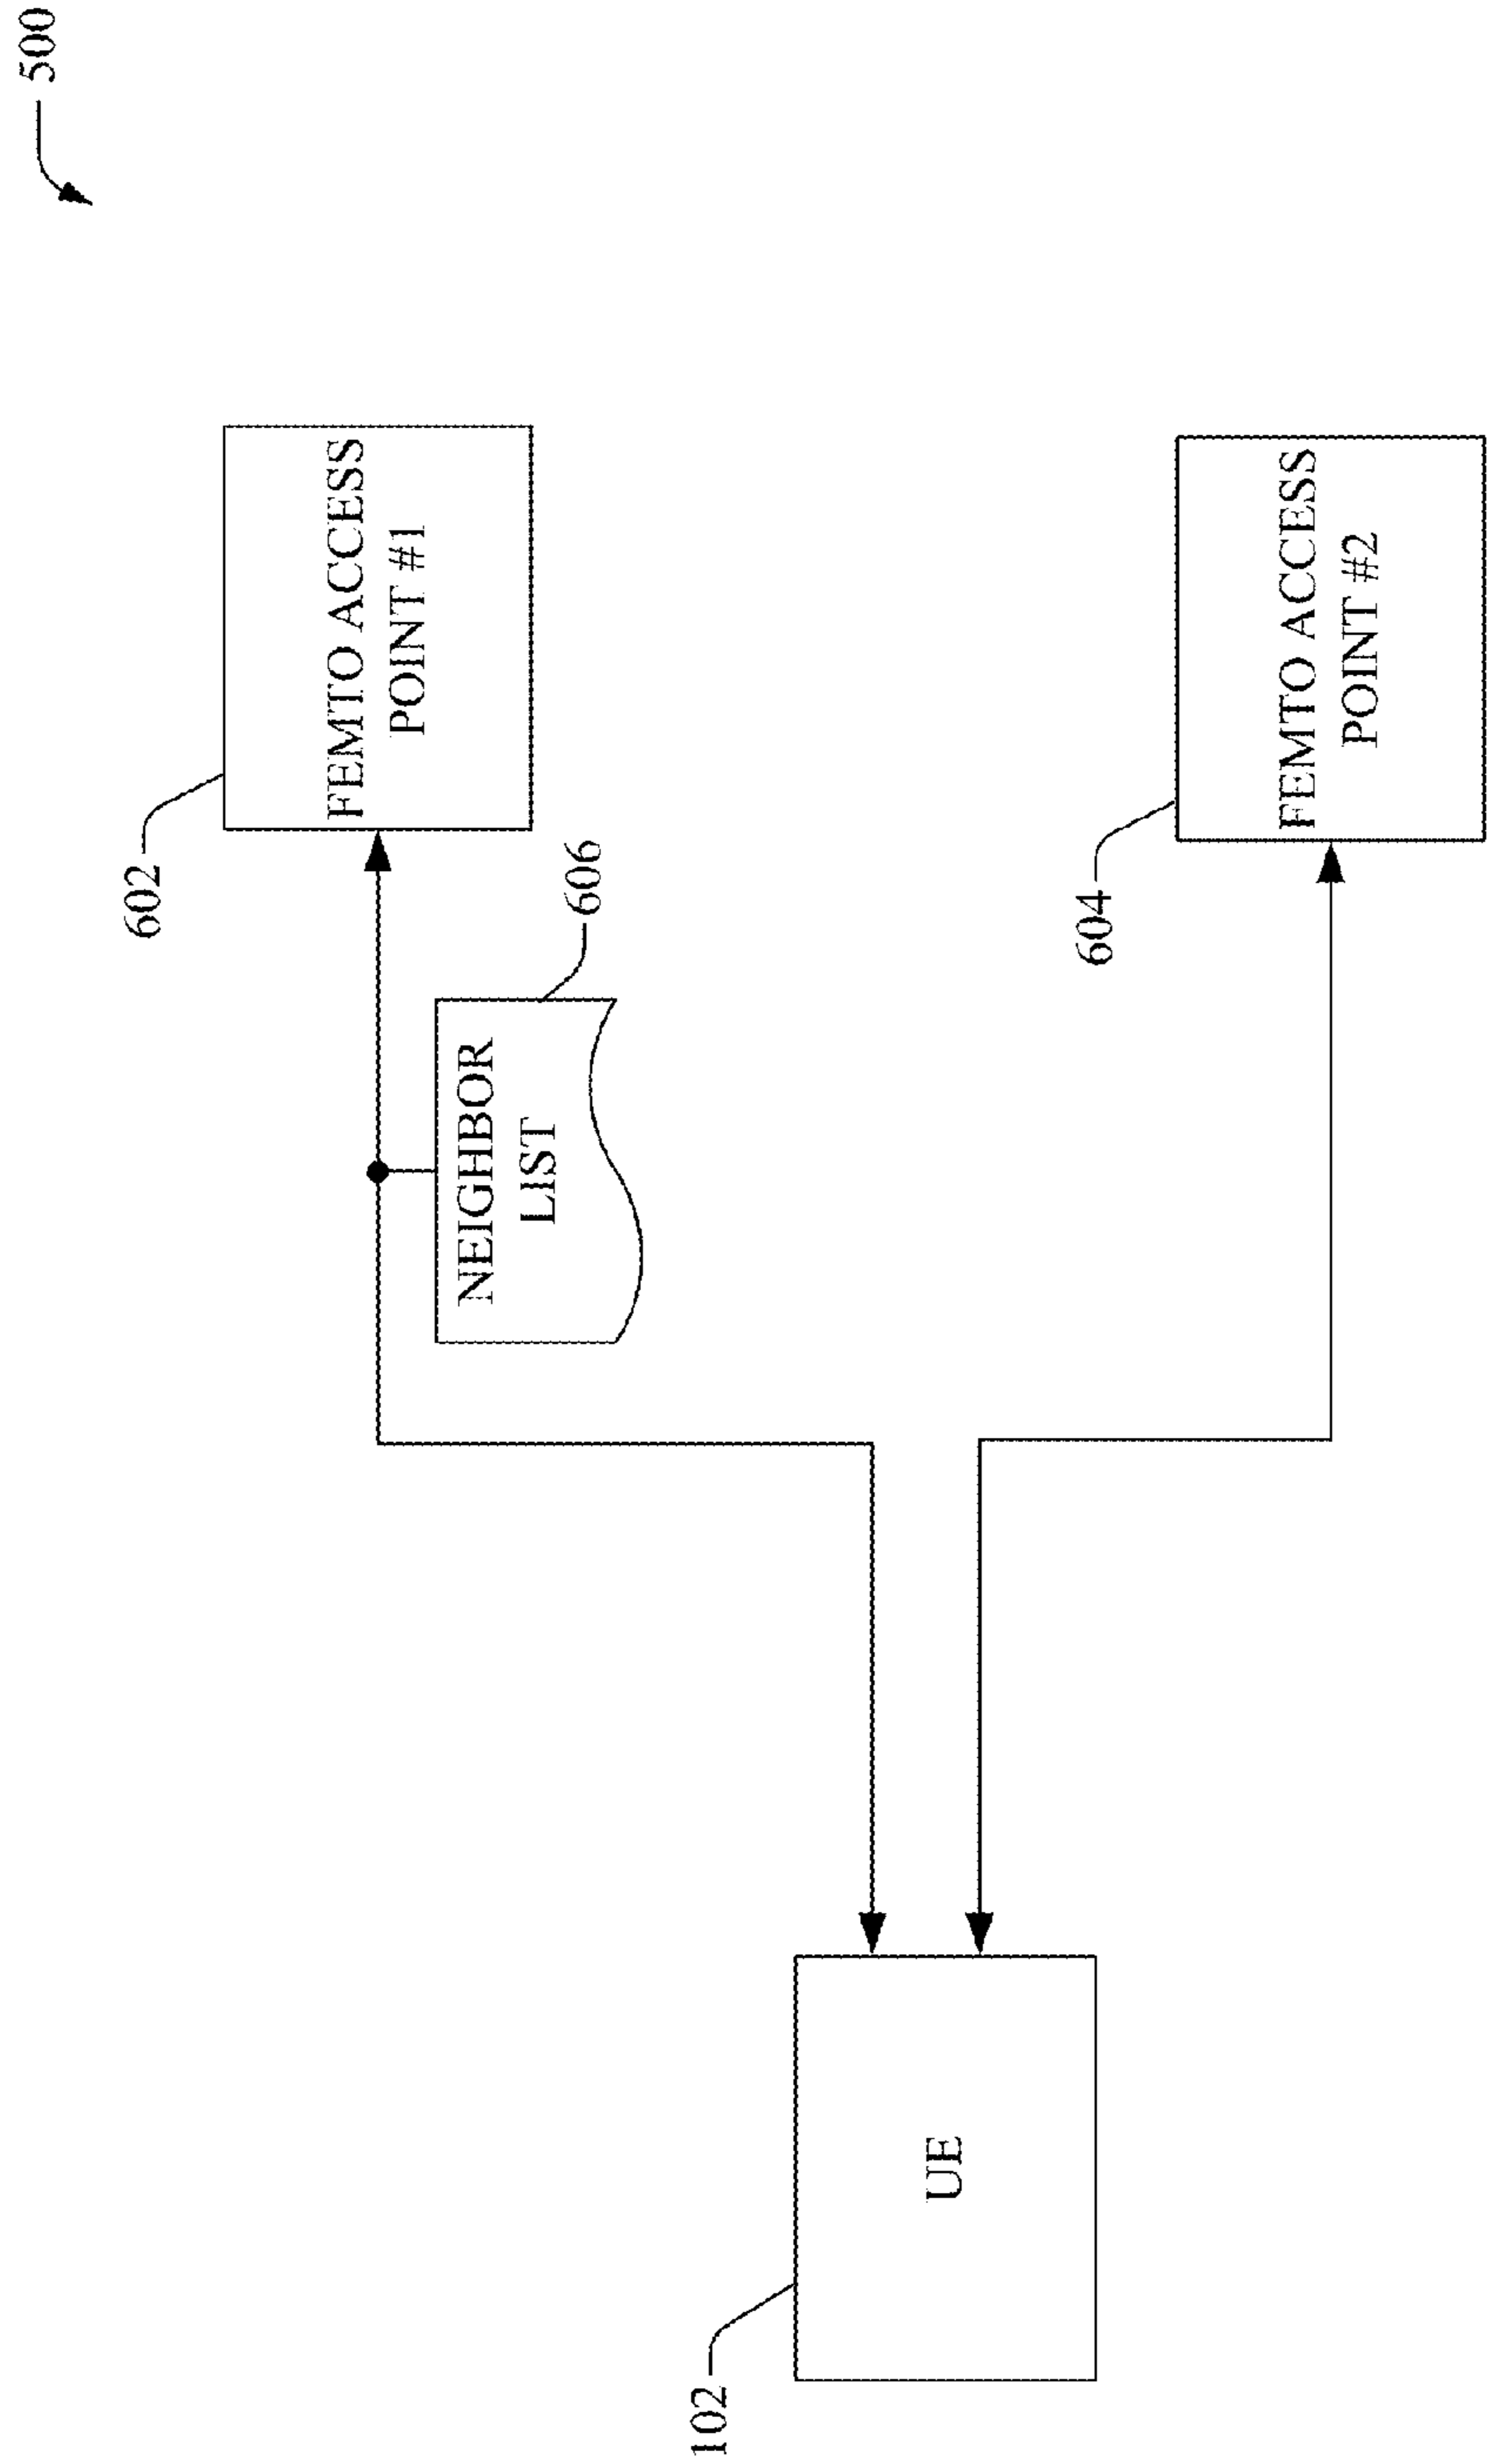 500
602
FEMTO ACCESS
POINT #1
606
NEIGHBOR
LIST
102
UE
604
FEMTO ACCESS
POINT #2